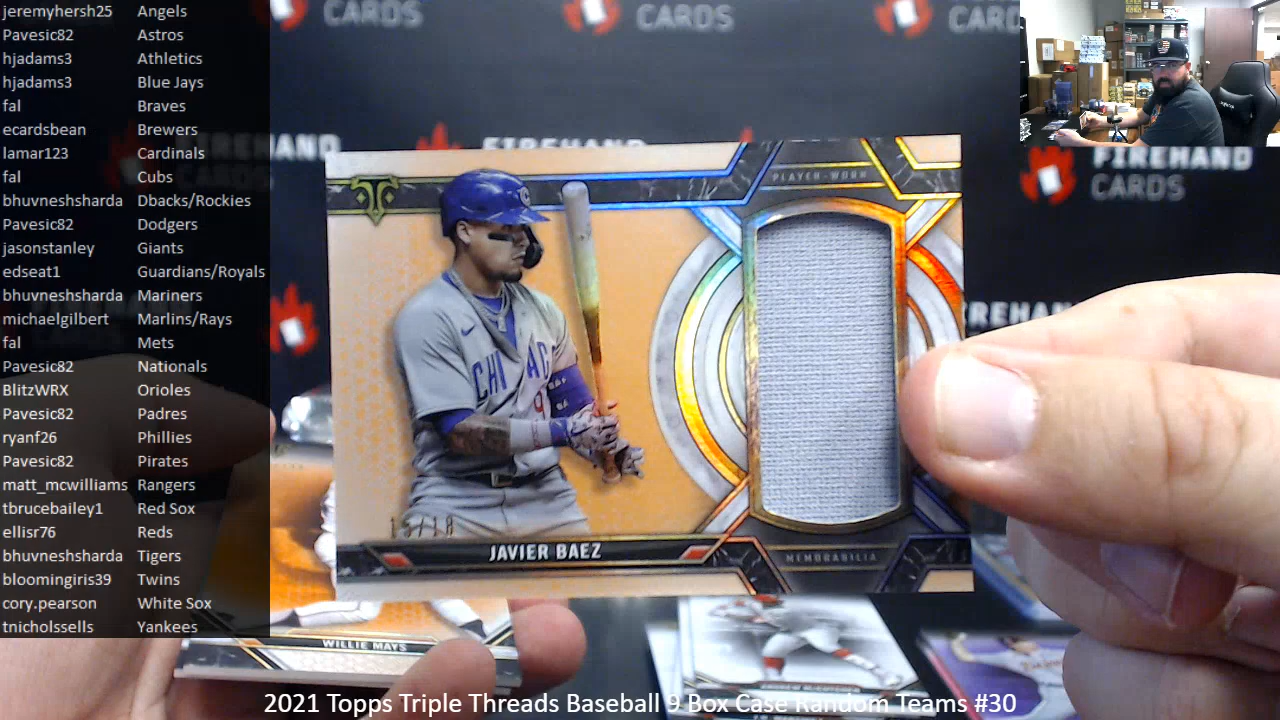 jeremyhersh25 Angels
Pavesic82 Astros
hjadams3 Athletics
hjadams3 Blue Jays
fal Braves
ecardsbean Brewers
lamar123 Cardinals
fal Cubs
bhuvneshsharda Dbacks/Rockies
Pavesic82 Dodgers
jasonstanley Giants
edseat1 Guardians/Royals
bhuvneshsharda Mariners
michaelgilbert Marlins/Rays
fal Mets
Pavesic82 Nationals
BlitzWRX Orioles
Pavesic82 Padres
ryanf26 Phillies
Pavesic82 Pirates
matt_mcwilliams Rangers
tbrucebailey1 Red Sox
ellisr76 Reds
bhuvneshsharda Tigers
bloomingiris39 Twins
cory.pearson White Sox
tnicholssells Yankees
CARDS
CARDS
FIREHAND
FIREHAND
CARDS
PLAYER-WORN
CHICAG
9
JAVIER BAEZ
MEMORABILIA
WILLIE MAYS
2021 Topps Triple Threads Baseball 9 Box Case Random Teams #30